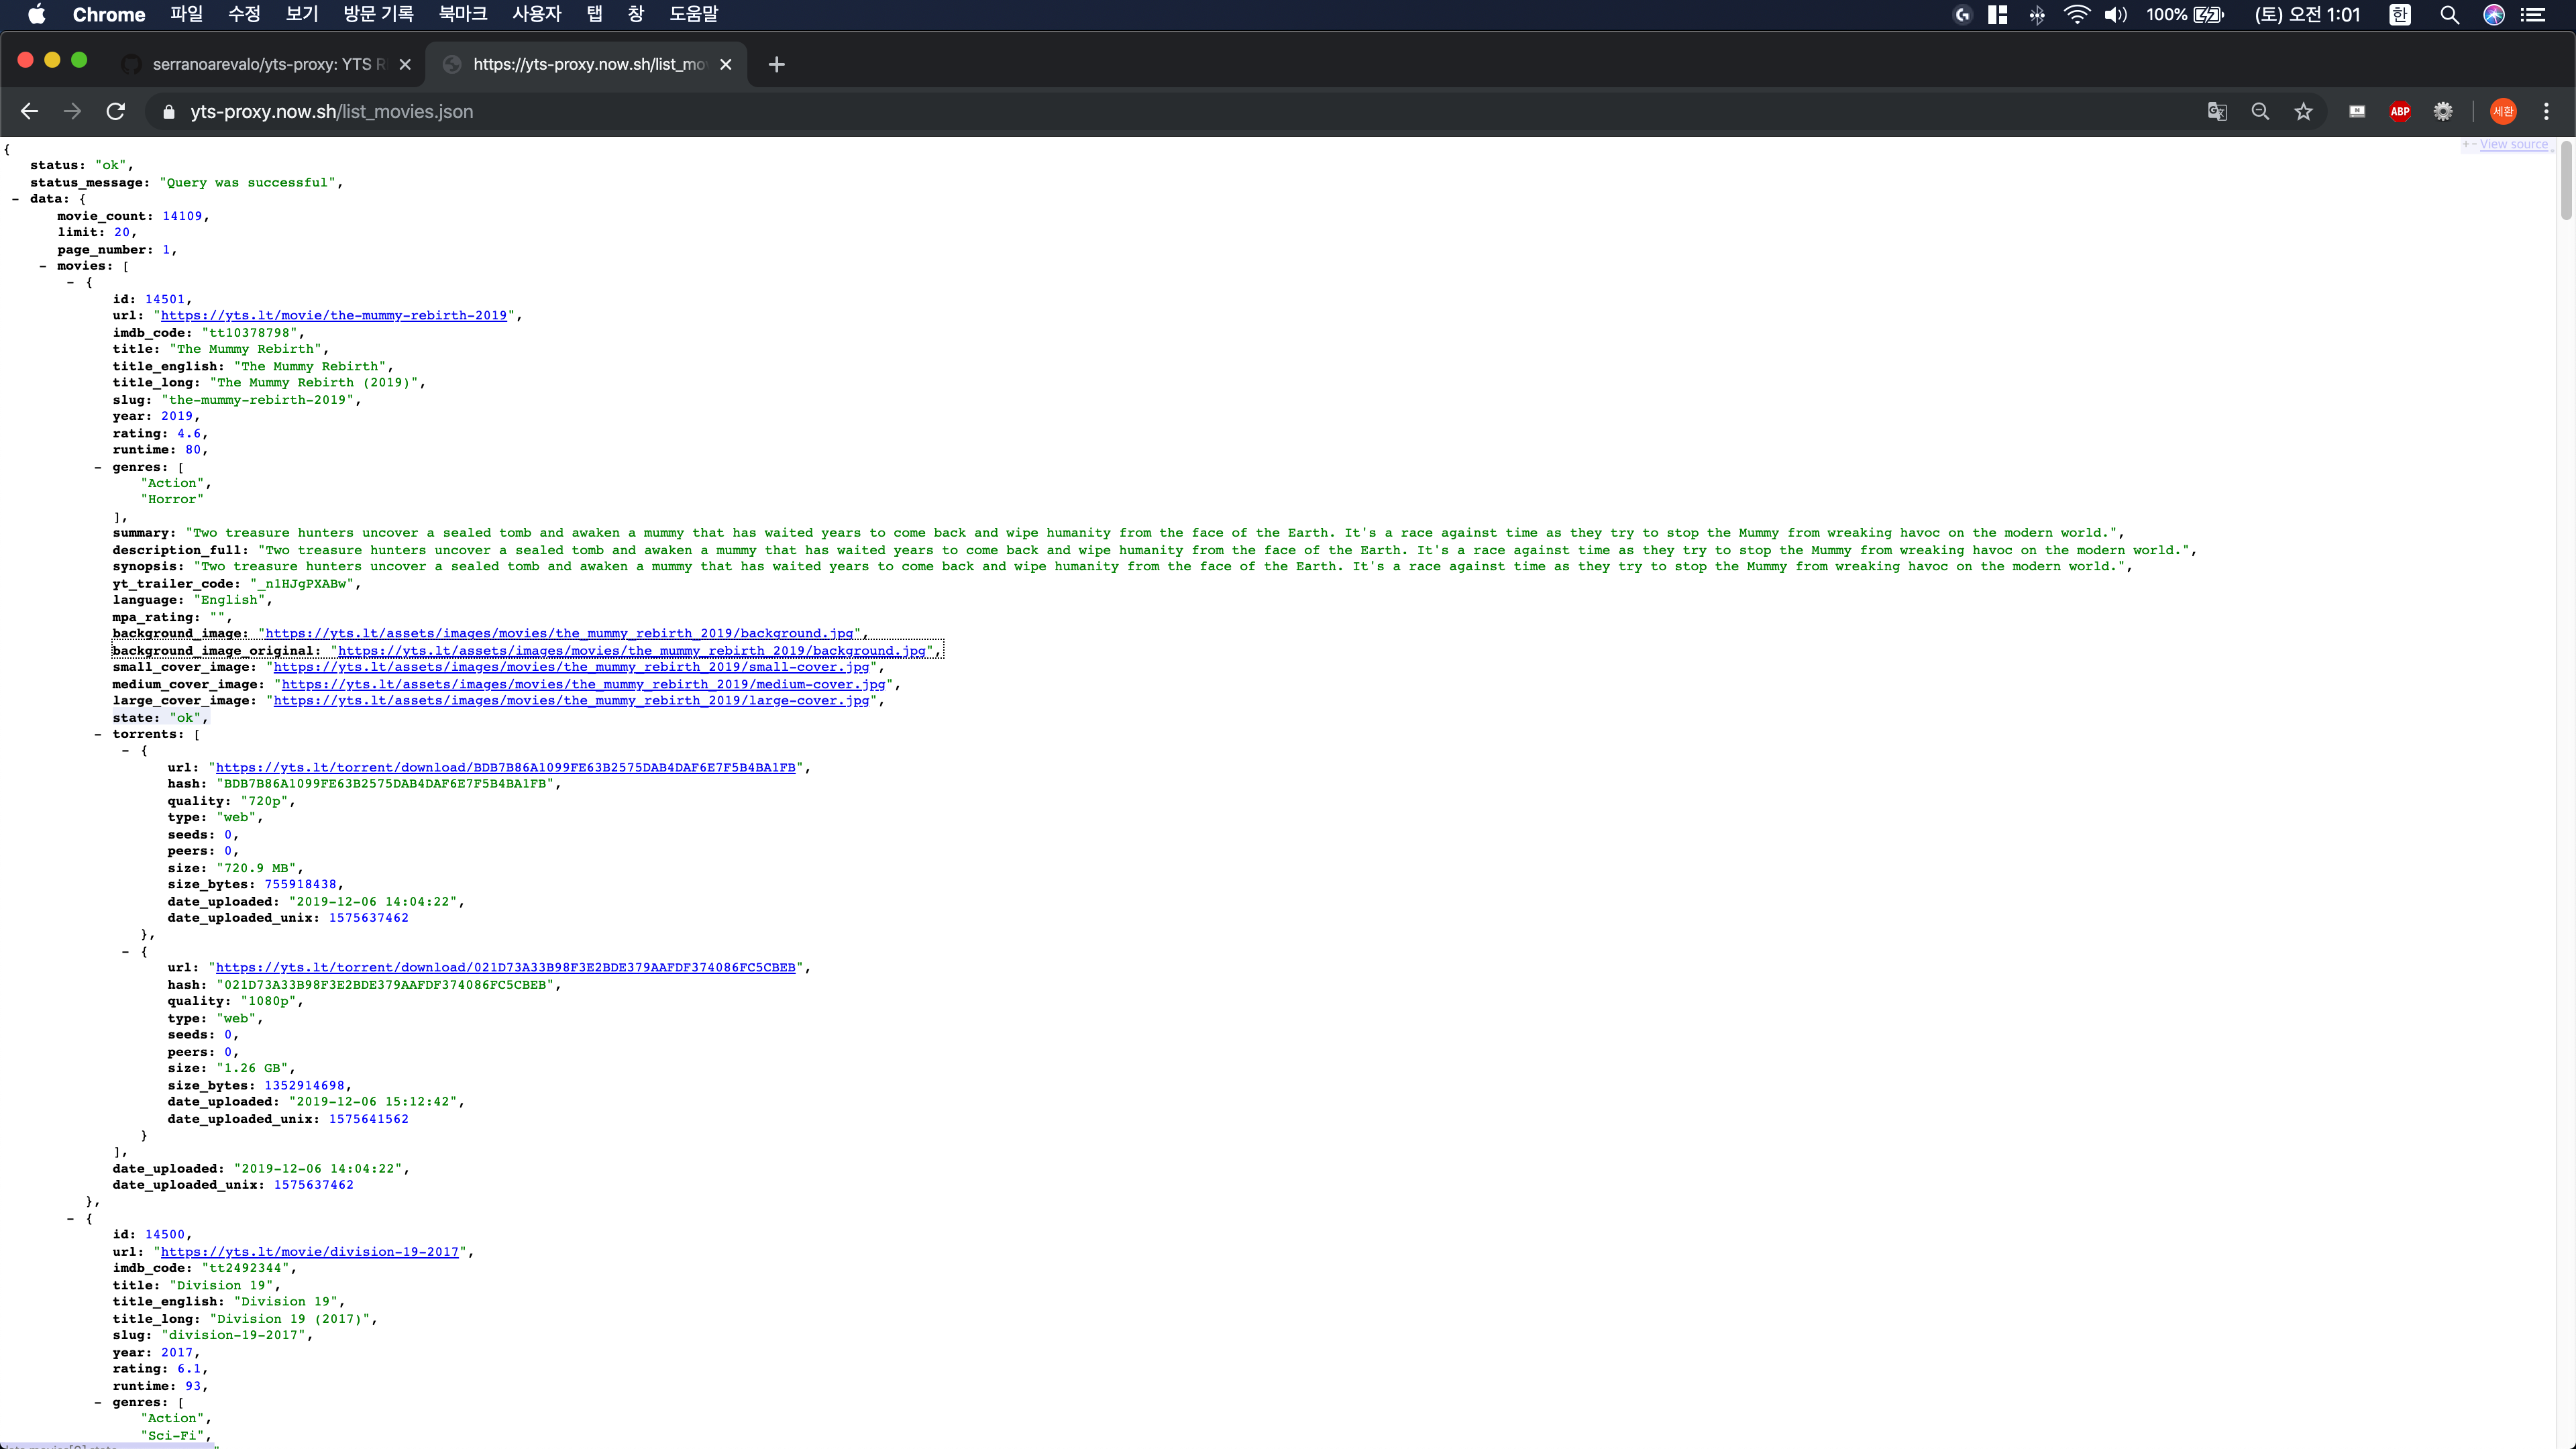 Chrome 파일 수정 보기 방문 기록 북마크 사용자 탭 창 도움말 100% (토) 오전 1:01 한
serranoarevalo/yts-proxy: YTS R https://yts-proxy.now.sh/list_mo
yts-proxy.now.sh/list_movies.json ABP 세환
+ - View source
{
status: "ok",
status_message: "Query was successful",
- data: {
movie_count: 14109,
limit: 20,
page_number: 1,
- movies: [
- {
id: 14501,
url: "https://yts.lt/movie/the-mummy-rebirth-2019",
imdb_code: "tt10378798",
title: "The Mummy Rebirth",
title_english: "The Mummy Rebirth",
title_long: "The Mummy Rebirth (2019)",
slug: "the-mummy-rebirth-2019",
year: 2019,
rating: 4.6,
runtime: 80,
- genres: [
"Action",
"Horror"
],
summary: "Two treasure hunters uncover a sealed tomb and awaken a mummy that has waited years to come back and wipe humanity from the face of the Earth. It's a race against time as they try to stop the Mummy from wreaking havoc on the modern world.",
description_full: "Two treasure hunters uncover a sealed tomb and awaken a mummy that has waited years to come back and wipe humanity from the face of the Earth. It's a race against time as they try to stop the Mummy from wreaking havoc on the modern world.",
synopsis: "Two treasure hunters uncover a sealed tomb and awaken a mummy that has waited years to come back and wipe humanity from the face of the Earth. It's a race against time as they try to stop the Mummy from wreaking havoc on the modern world.",
yt_trailer_code: "_n1HJgPXABw",
language: "English",
mpa_rating: "",
background_image: "https://yts.lt/assets/images/movies/the_mummy_rebirth_2019/background.jpg",
background_image_original: "https://yts.lt/assets/images/movies/the_mummy_rebirth_2019/background.jpg",
small_cover_image: "https://yts.lt/assets/images/movies/the_mummy_rebirth_2019/small-cover.jpg",
medium_cover_image: "https://yts.lt/assets/images/movies/the_mummy_rebirth_2019/medium-cover.jpg",
large_cover_image: "https://yts.lt/assets/images/movies/the_mummy_rebirth_2019/large-cover.jpg",
state: "ok",
- torrents: [
- {
url: "https://yts.lt/torrent/download/BDB7B86A1099FE63B2575DAB4DAF6E7F5B4BA1FB",
hash: "BDB7B86A1099FE63B2575DAB4DAF6E7F5B4BA1FB",
quality: "720p",
type: "web",
seeds: 0,
peers: 0,
size: "720.9 MB",
size_bytes: 755918438,
date_uploaded: "2019-12-06 14:04:22",
date_uploaded_unix: 1575637462
},
- {
url: "https://yts.lt/torrent/download/021D73A33B98F3E2BDE379AAFDF374086FC5CBEB",
hash: "021D73A33B98F3E2BDE379AAFDF374086FC5CBEB",
quality: "1080p",
type: "web",
seeds: 0,
peers: 0,
size: "1.26 GB",
size_bytes: 1352914698,
date_uploaded: "2019-12-06 15:12:42",
date_uploaded_unix: 1575641562
}
],
date_uploaded: "2019-12-06 14:04:22",
date_uploaded_unix: 1575637462
},
- {
id: 14500,
url: "https://yts.lt/movie/division-19-2017",
imdb_code: "tt2492344",
title: "Division 19",
title_english: "Division 19",
title_long: "Division 19 (2017)",
slug: "division-19-2017",
year: 2017,
rating: 6.1,
runtime: 93,
- genres: [
"Action",
"Sci-Fi",